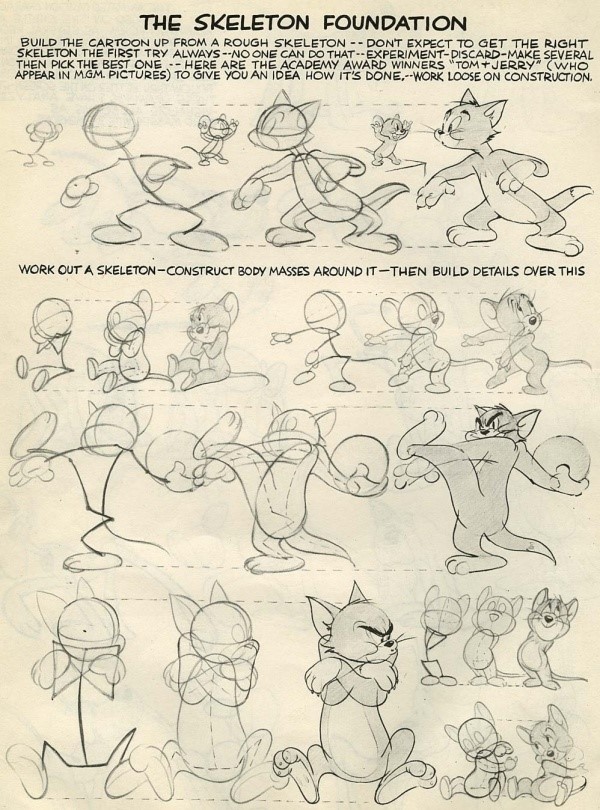 THE SKELETON FOUNDATION
BUILD THE CARTOON UP FROM A ROUGH SKELETON -- DON'T EXPECT TO GET THE RIGHT
SKELETON THE FIRST TRY ALWAYS--NO ONE CAN DO THAT--EXPERIMENT-DISCARD-MAKE SEVERAL
THEN PICK THE BEST ONE -- HERE ARE THE ACADEMY AWARD WINNERS "TOM + JERRY" (WHO
APPEAR IN M.G.M. PICTURES) TO GIVE YOU AN IDEA HOW IT'S DONE,--WORK LOOSE ON CONSTRUCTION.
WORK OUT A SKELETON—CONSTRUCT BODY MASSES AROUND IT—THEN BUILD DETAILS OVER THIS